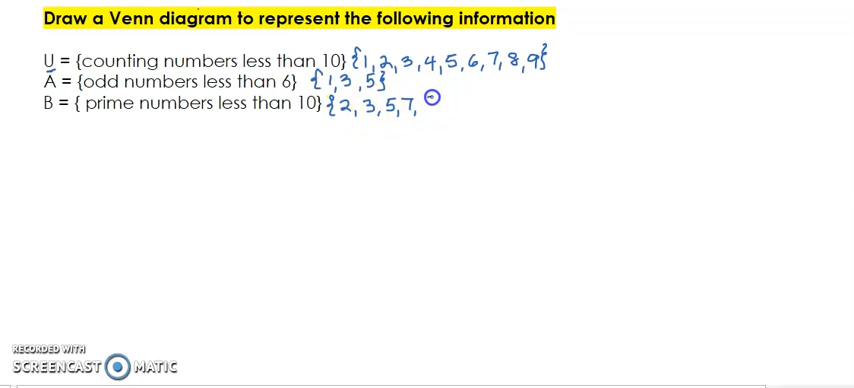 Draw a Venn diagram to represent the following information
U = {counting numbers less than 10} {1, 2, 3, 4, 5, 6, 7, 8, 9}
A = {odd numbers less than 6} {1, 3, 5}
B = { prime numbers less than 10} {2, 3, 5, 7,
RECORDED WITH
SCREENCAST MATIC